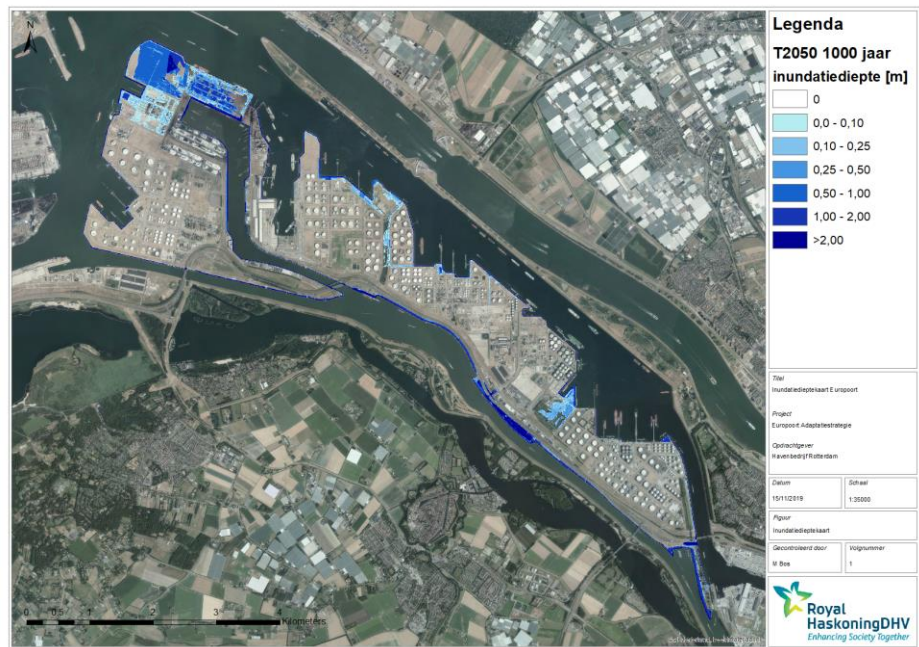 N
Legenda
T2050 1000 jaar
inundatiediepte [m]
0
0,0 - 0,10
0,10 - 0,25
0,25 - 0,50
0,50 - 1,00
1,00 - 2,00
>2,00
Titel
Inundatiedieptekaart Europoort
Project
Europoort Adaptatiestrategie
Opdrachtgever
Havenbedrijf Rotterdam
Datum
Schaal
15/11/2019
1:35000
Figuur
Inundatiedieptekaart
Gecontroleerd door
Volgnummer
M Bos
1
0 0,5 1 2 3 4
Kilometers
Royal
HaskoningDHV
Enhancing Society Together